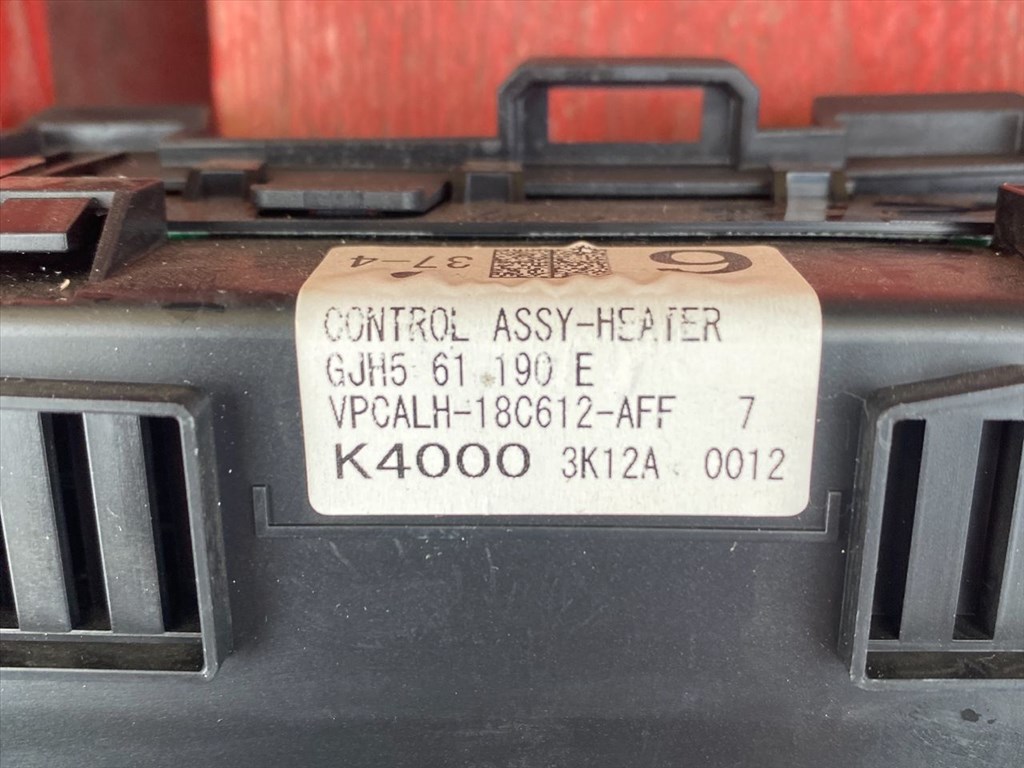 37-4 6
CONTROL ASSY-HEATER
GJH5 61 190 E
VPCALH-18C612-AFF 7
K4000 3K12A 0012